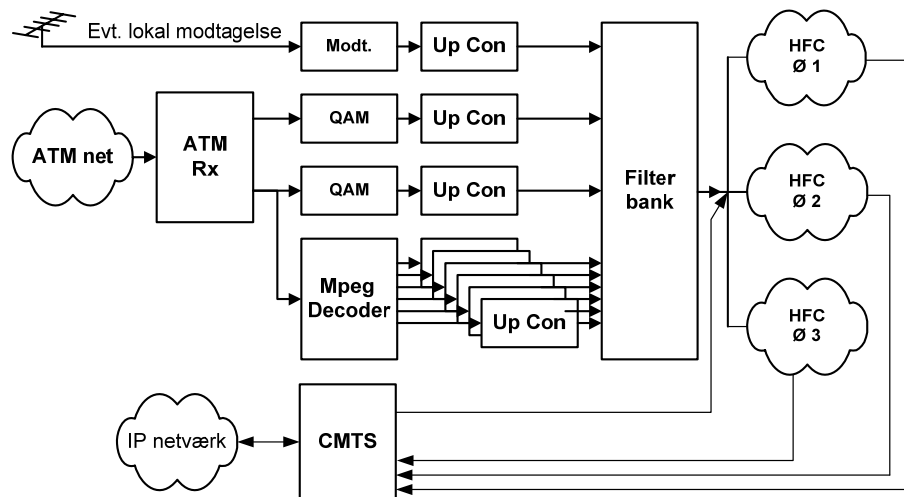 Evt. lokal modtagelse
Modt.
Up Con
HFC
Ø 1
ATM net
ATM
Rx
QAM
Up Con
QAM
Up Con
Filter
bank
HFC
Ø 2
Mpeg
Decoder
Up Con
HFC
Ø 3
IP netværk
CMTS